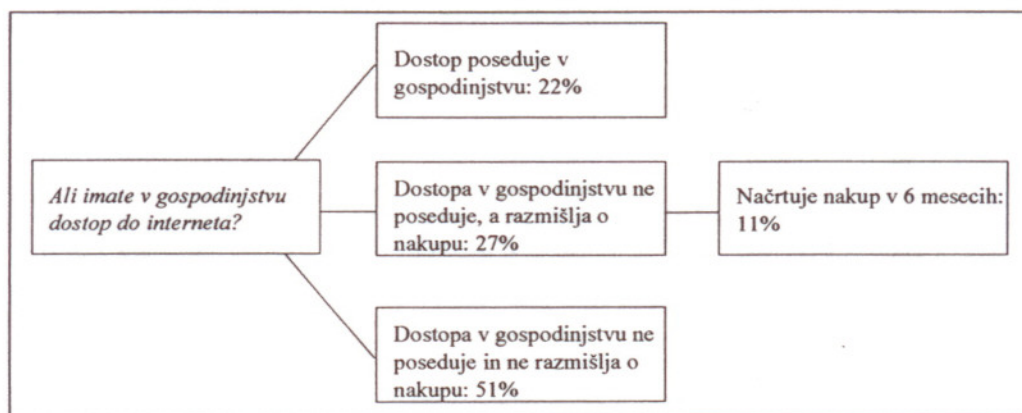 Dostop poseduje v
gospodinjstvu: 22%
Ali imate v gospodinjstvu
dostop do interneta?
Dostopa v gospodinjstvu ne
poseduje, a razmišlja o
nakupu: 27%
Načrtuje nakup v 6 mesecih:
11%
Dostopa v gospodinjstvu ne
poseduje in ne razmišlja o
nakupu: 51%